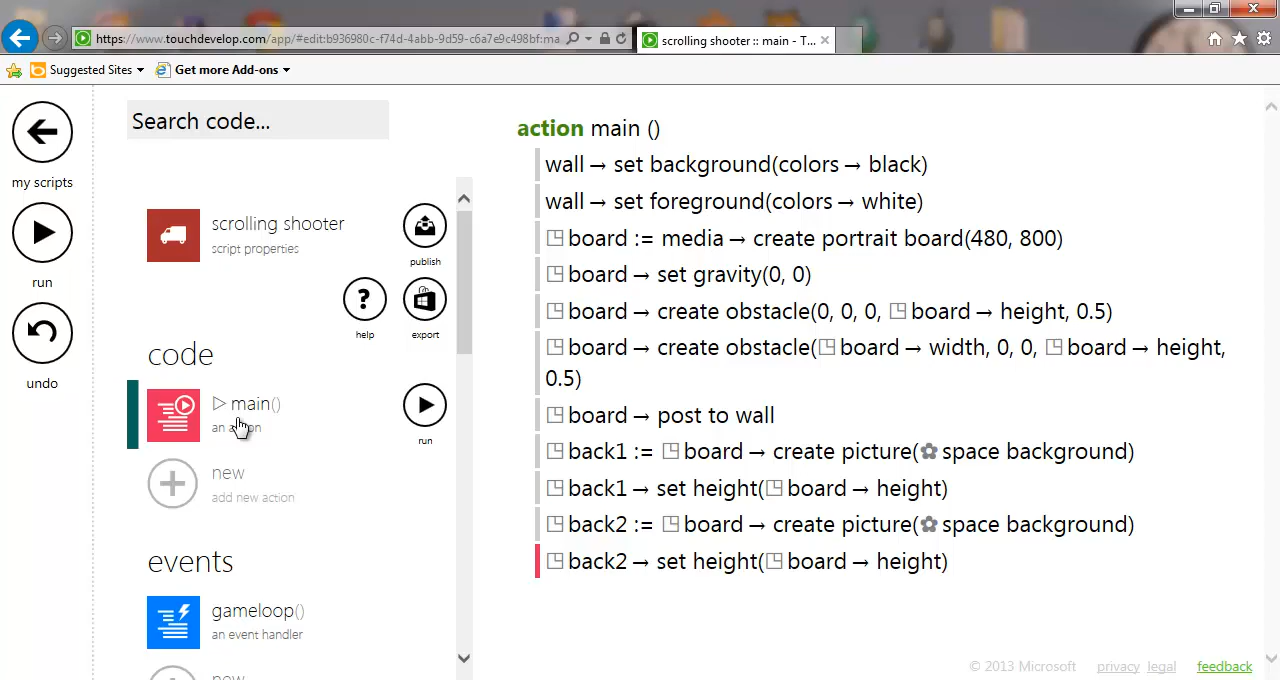 https://www.touchdevelop.com/app/#edit:b936980c-f74d-4abb-9d59-c6a7e9c498bf:ma
scrolling shooter :: main - T...
Suggested Sites
Get more Add-ons
my scripts
run
undo
Search code...
scrolling shooter
script properties
publish
help
export
code
main()
an action
run
new
add new action
events
gameloop()
an event handler
new
action main ()
wall → set background(colors → black)
wall → set foreground(colors → white)
board := media → create portrait board(480, 800)
board → set gravity(0, 0)
board → create obstacle(0, 0, 0, board → height, 0.5)
board → create obstacle(board → width, 0, 0, board → height,
0.5)
board → post to wall
back1 := board → create picture(space background)
back1 → set height(board → height)
back2 := board → create picture(space background)
back2 → set height(board → height)
© 2013 Microsoft privacy legal feedback